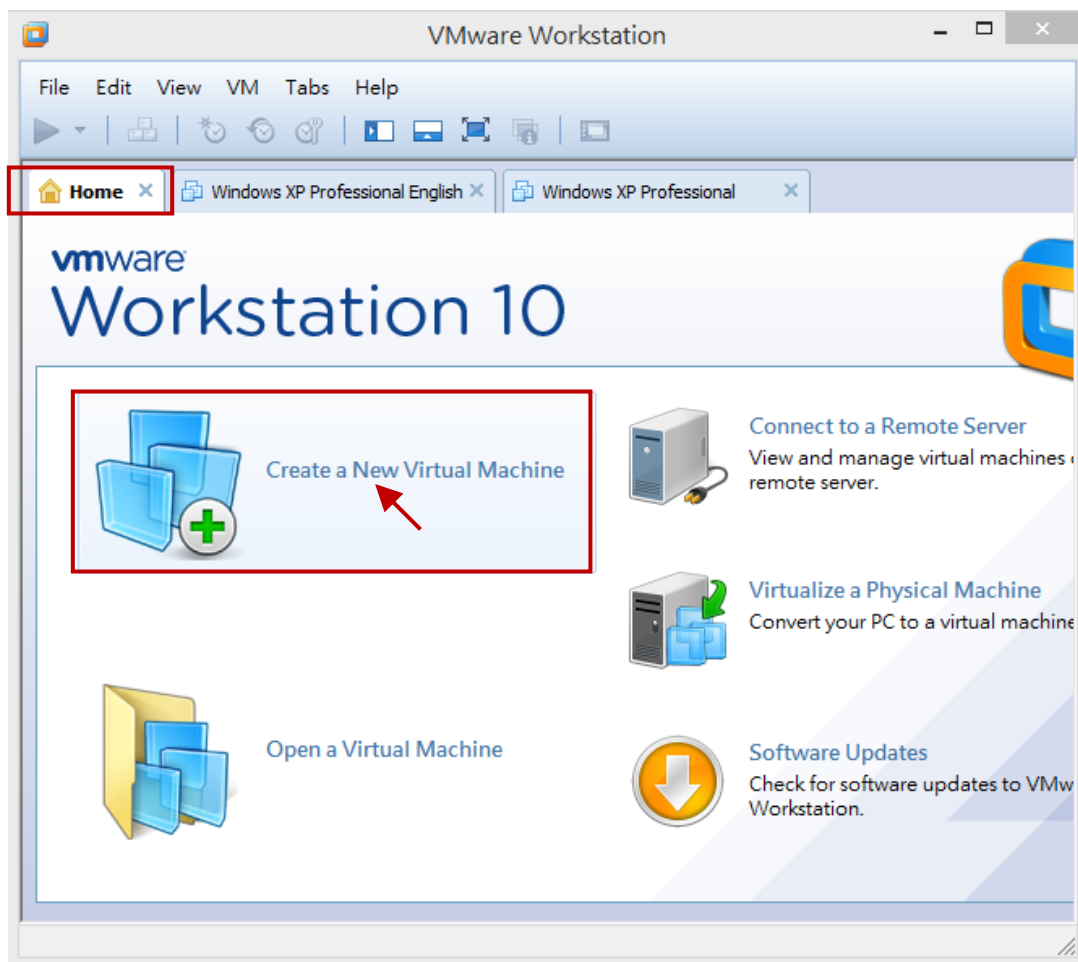 VMware Workstation
File Edit View VM Tabs Help
Home
Windows XP Professional English
Windows XP Professional
vmware
Workstation 10
Create a New Virtual Machine
Connect to a Remote Server
View and manage virtual machines
remote server.
Virtualize a Physical Machine
Convert your PC to a virtual machine
Open a Virtual Machine
Software Updates
Check for software updates to VMw
Workstation.